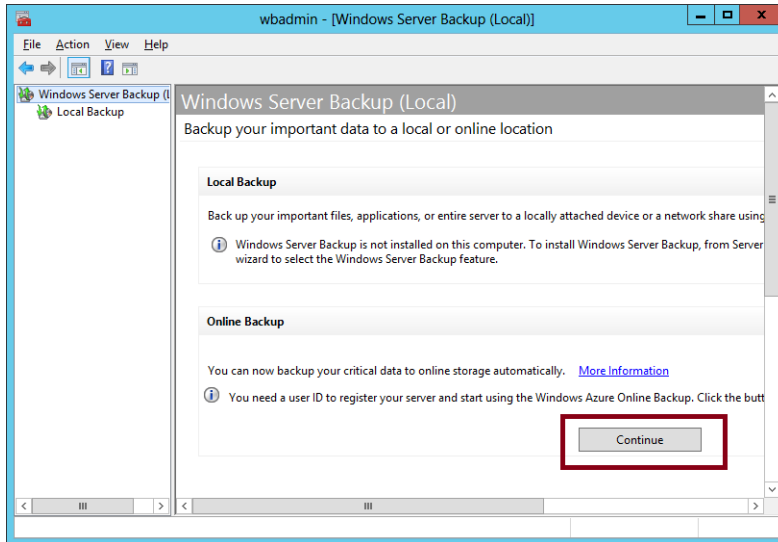 wbadmin - [Windows Server Backup (Local)]
File Action View Help
Windows Server Backup (L
Local Backup
Windows Server Backup (Local)
Backup your important data to a local or online location
Local Backup
Back up your important files, applications, or entire server to a locally attached device or a network share using
Windows Server Backup is not installed on this computer. To install Windows Server Backup, from Server
wizard to select the Windows Server Backup feature.
Online Backup
You can now backup your critical data to online storage automatically. More Information
You need a user ID to register your server and start using the Windows Azure Online Backup. Click the butt
Continue